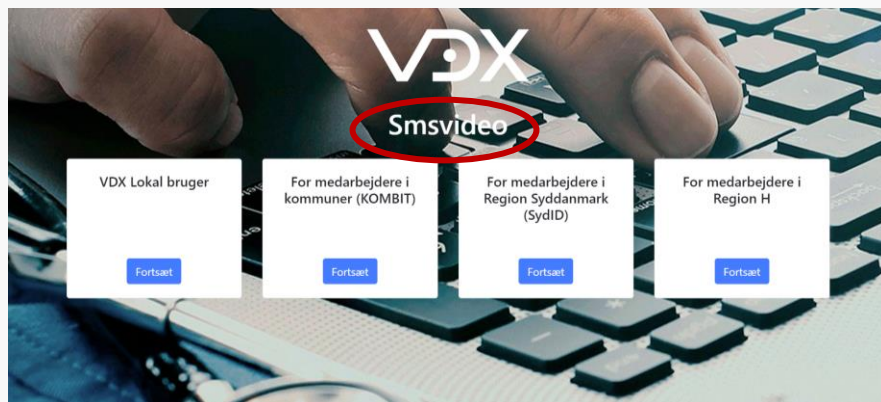 VDX
Smsvideo
VDX Lokal bruger
Fortsæt
For medarbejdere i
kommuner (KOMBIT)
Fortsæt
For medarbejdere i
Region Syddanmark
(SydID)
Fortsæt
For medarbejdere i
Region H
Fortsæt